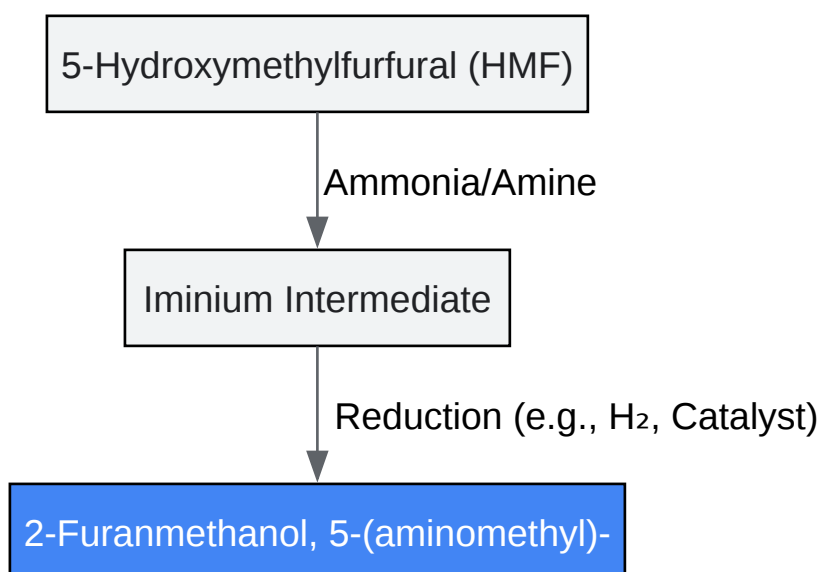 5-Hydroxymethylfurfural (HMF)
Ammonia/Amine
Iminium Intermediate
Reduction (e.g., H₂, Catalyst)
2-Furanmethanol, 5-(aminomethyl)-